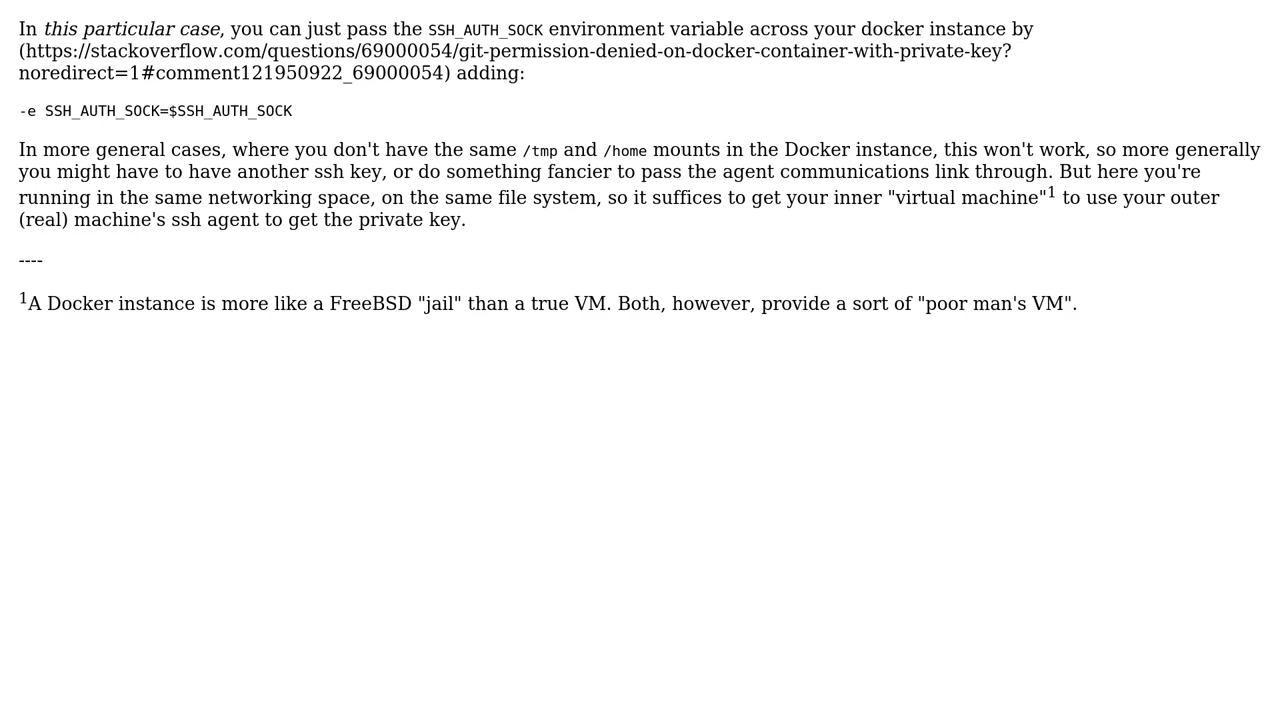 In this particular case, you can just pass the SSH_AUTH_SOCK environment variable across your docker instance by
(https://stackoverflow.com/questions/69000054/git-permission-denied-on-docker-container-with-private-key?
noredirect=1#comment121950922_69000054) adding:
-e SSH_AUTH_SOCK=$SSH_AUTH_SOCK
In more general cases, where you don't have the same /tmp and /home mounts in the Docker instance, this won't work, so more generally
you might have to have another ssh key, or do something fancier to pass the agent communications link through. But here you're
running in the same networking space, on the same file system, so it suffices to get your inner "virtual machine"1 to use your outer
(real) machine's ssh agent to get the private key.
----
1A Docker instance is more like a FreeBSD "jail" than a true VM. Both, however, provide a sort of "poor man's VM".